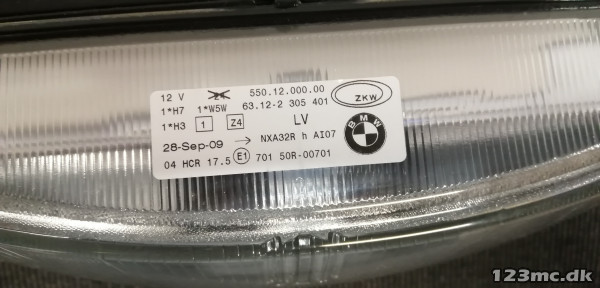 12 V 550.12.000.00
1*H7 1*W5W 63.12-2 305 401 ZKW
1*H3 1 Z4 LV
28-Sep-09 → NXA32R h AI07 BMW
04 HCR 17.5 E1 701 50R-00701
123mc.dk